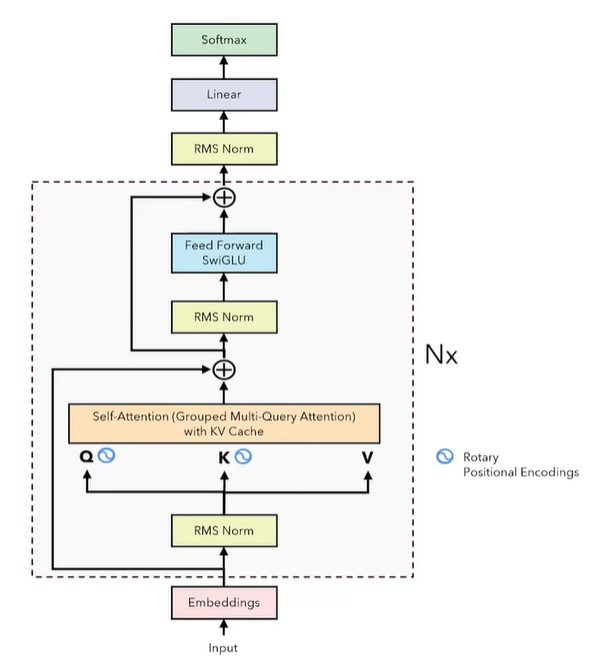 Softmax
Linear
RMS Norm
Feed Forward
SwiGLU
RMS Norm
Nx
Self-Attention (Grouped Multi-Query Attention)
with KV Cache
Q K V
Rotary
Positional Encodings
RMS Norm
Embeddings
Input